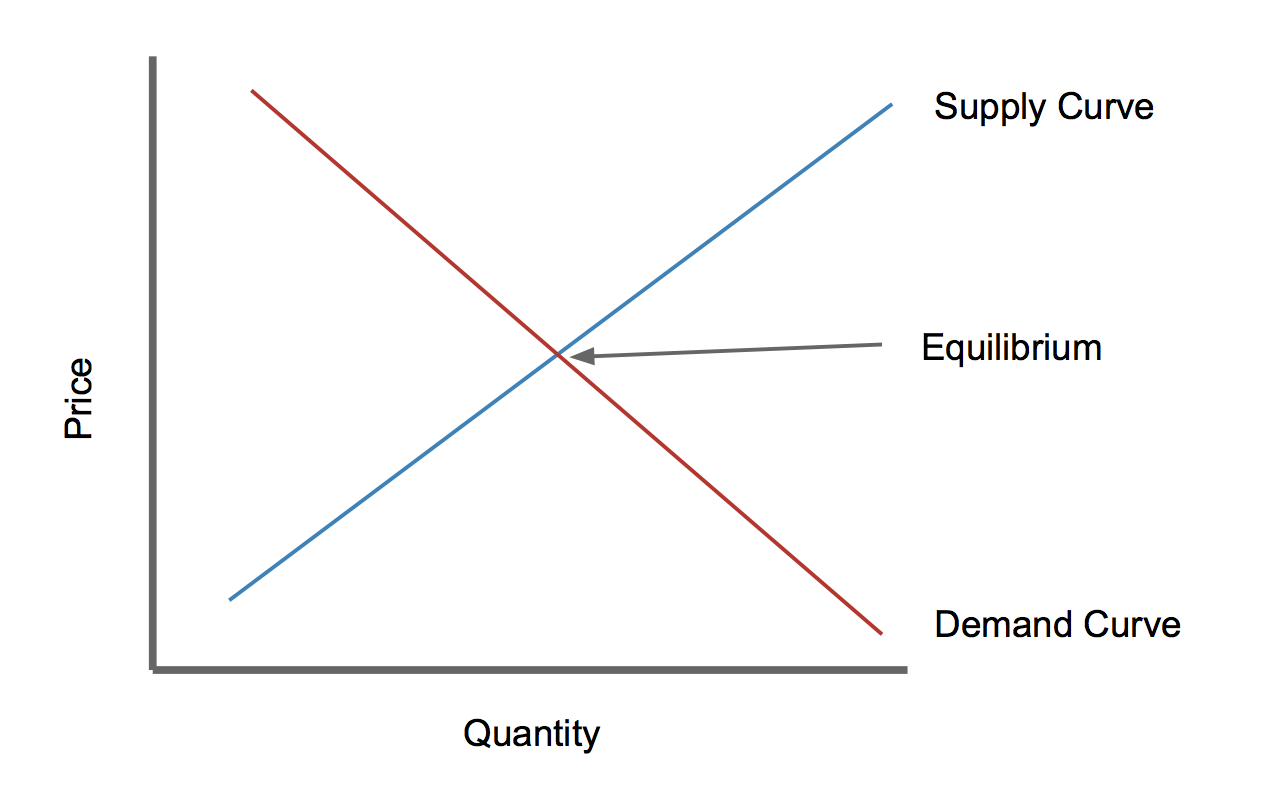 Supply Curve
Equilibrium
Price
Demand Curve
Quantity